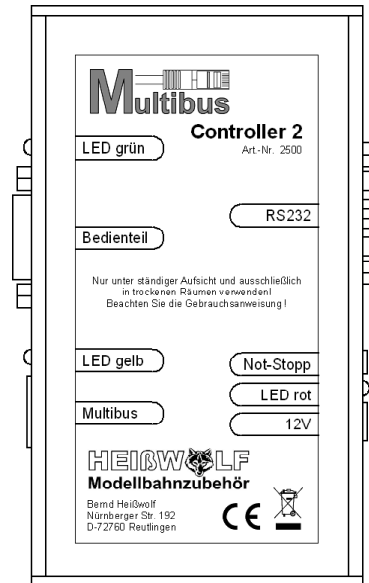 Multibus
Controller 2
Art.-Nr. 2500
LED grün
RS232
Bedienteil
Nur unter ständiger Aufsicht und ausschließlich
in trockenen Räumen verwenden!
Beachten Sie die Gebrauchsanweisung !
LED gelb
Not-Stopp
LED rot
Multibus
12V
HEIßWOLF
Modellbahnzubehör
Bernd Heißwolf
Nürnberger Str. 192
D-72760 Reutlingen
CE